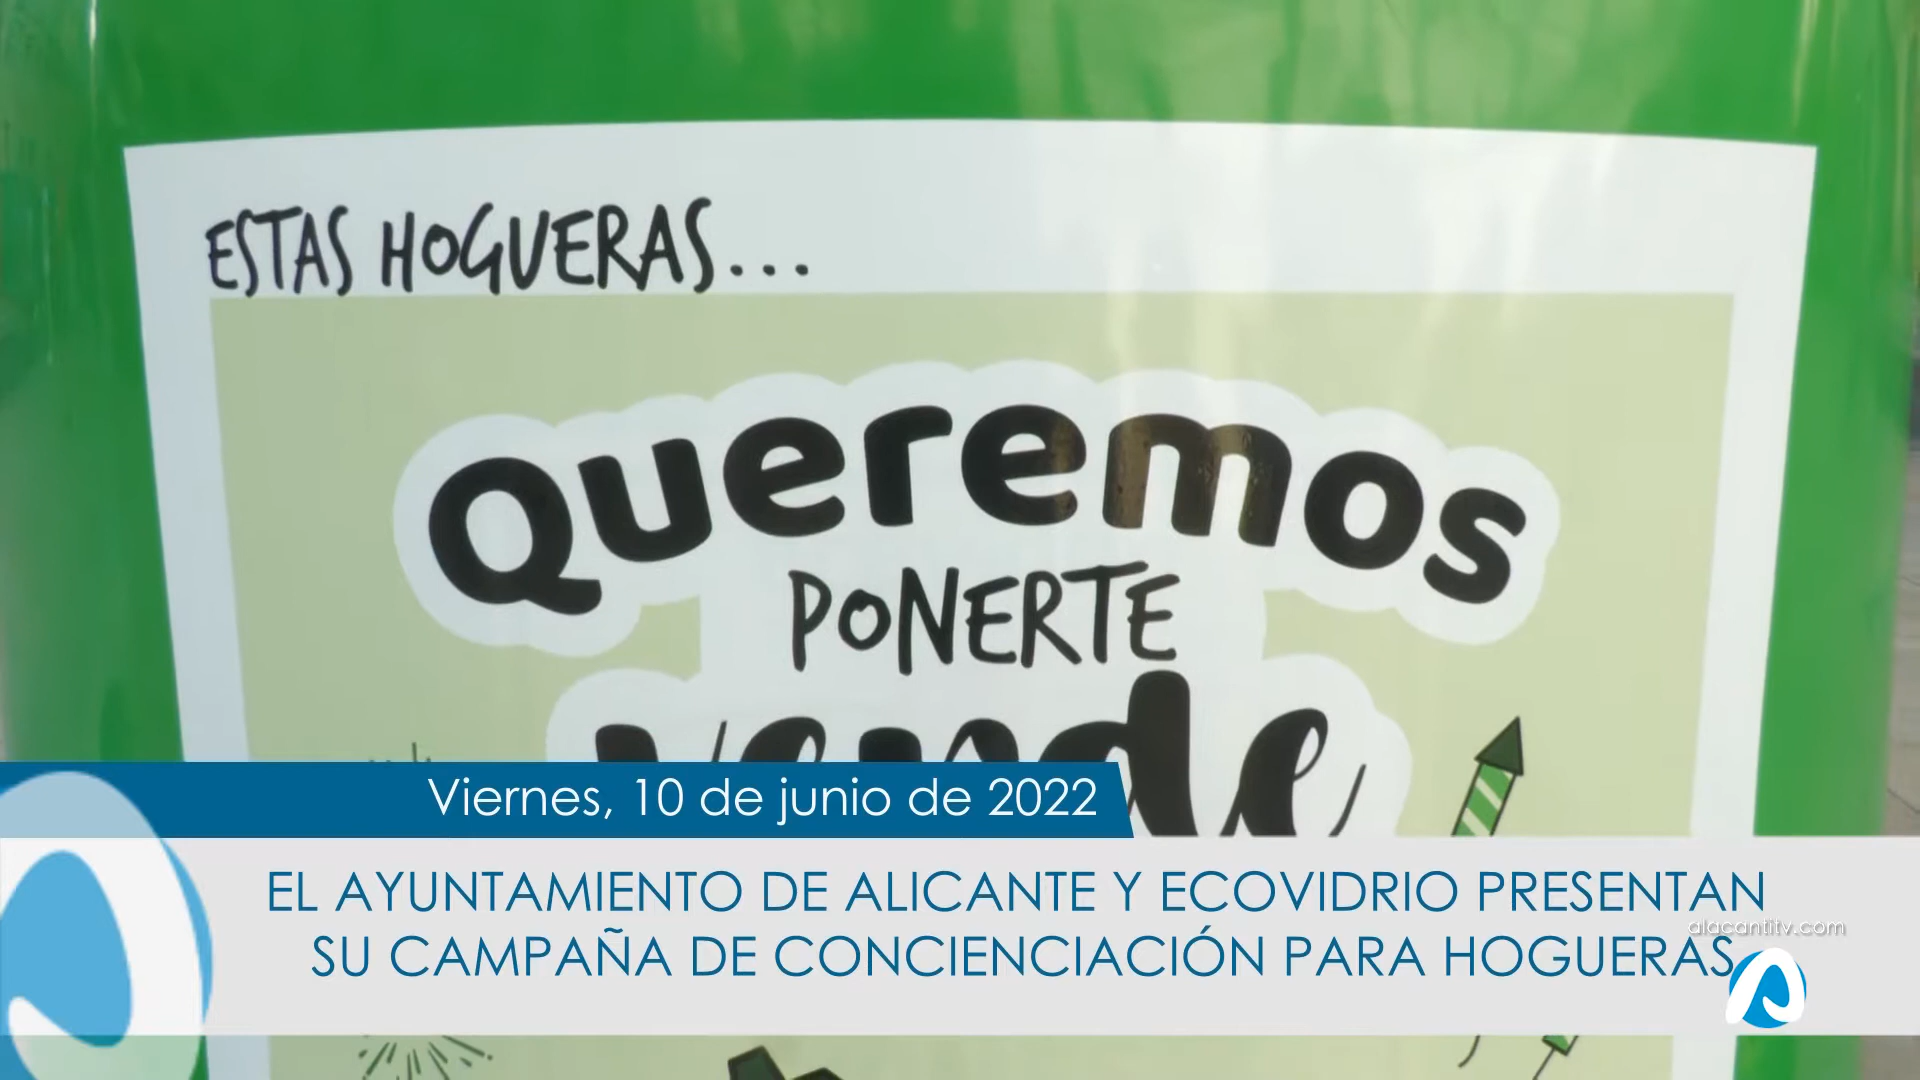 ESTAS HOGUERAS...
Queremos
PONERTE
verde
Viernes, 10 de junio de 2022
EL AYUNTAMIENTO DE ALICANTE Y ECOVIDRIO PRESENTAN
SU CAMPAÑA DE CONCIENCIACIÓN PARA HOGUERAS
alacantitv.com